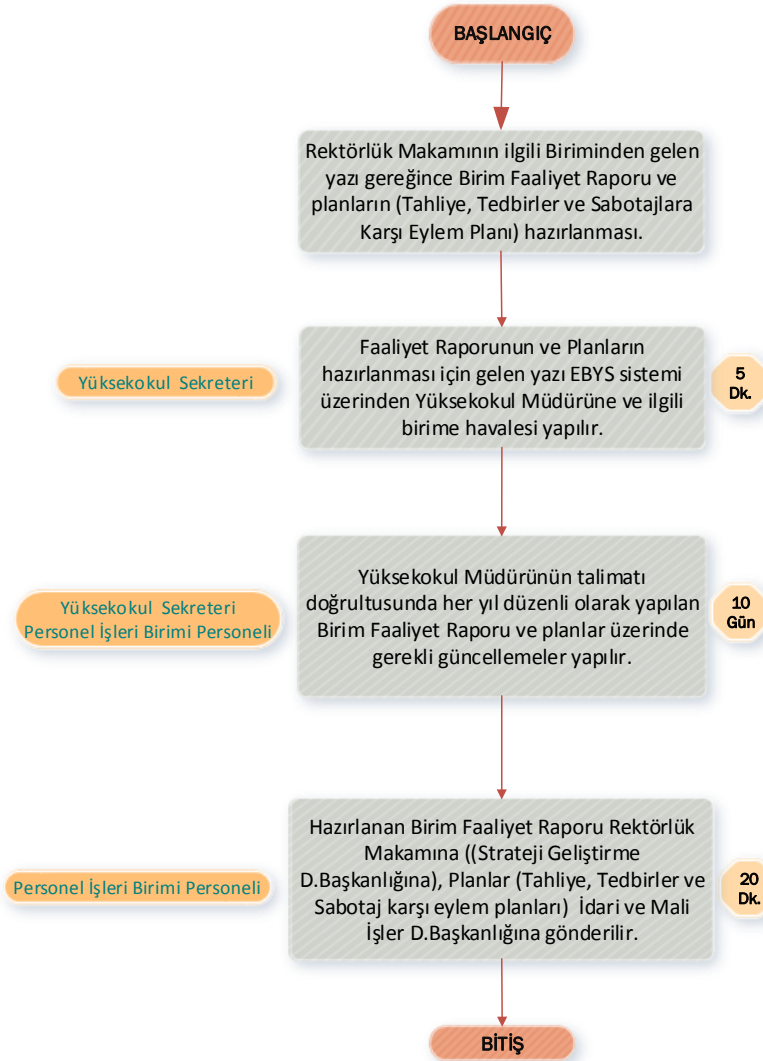 BAŞLANGIÇ
Rektörlük Makamının ilgili Biriminden gelen
yazı gereğince Birim Faaliyet Raporu ve
planların (Tahliye, Tedbirler ve Sabotajlara
Karşı Eylem Planı) hazırlanması.
Yüksekokul Sekreteri
Faaliyet Raporunun ve Planların
hazırlanması için gelen yazı EBYS sistemi
üzerinden Yüksekokul Müdürüne ve ilgili
birime havalesi yapılır.
5
Dk.
Yüksekokul Sekreteri
Personel İşleri Birimi Personeli
Yüksekokul Müdürünün talimatı
doğrultusunda her yıl düzenli olarak yapılan
Birim Faaliyet Raporu ve planlar üzerinde
gerekli güncellemeler yapılır.
10
Gün
Personel İşleri Birimi Personeli
Hazırlanan Birim Faaliyet Raporu Rektörlük
Makamına ((Strateji Geliştirme
D.Başkanlığına), Planlar (Tahliye, Tedbirler ve
Sabotaj karşı eylem planları) İdari ve Mali
İşler D.Başkanlığına gönderilir.
20
Dk.
BİTİŞ